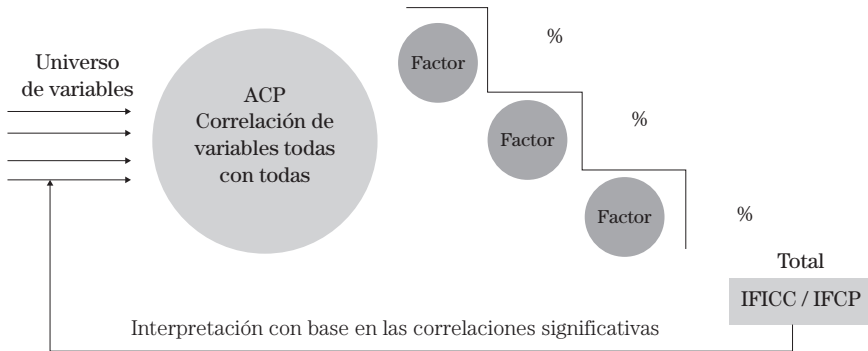 Universo
de variables
ACP
Correlación de
variables todas
con todas
Factor
%
Factor
%
Factor
%
Total
IFICC / IFCP
Interpretación con base en las correlaciones significativas